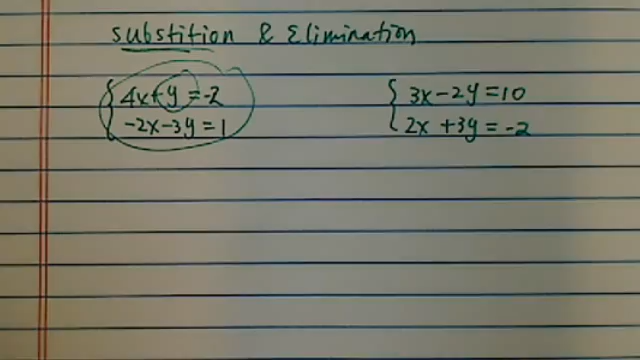 substition & Elimination
4x+y=-2
-2x-3y=1
3x-2y=10
2x+3y=-2